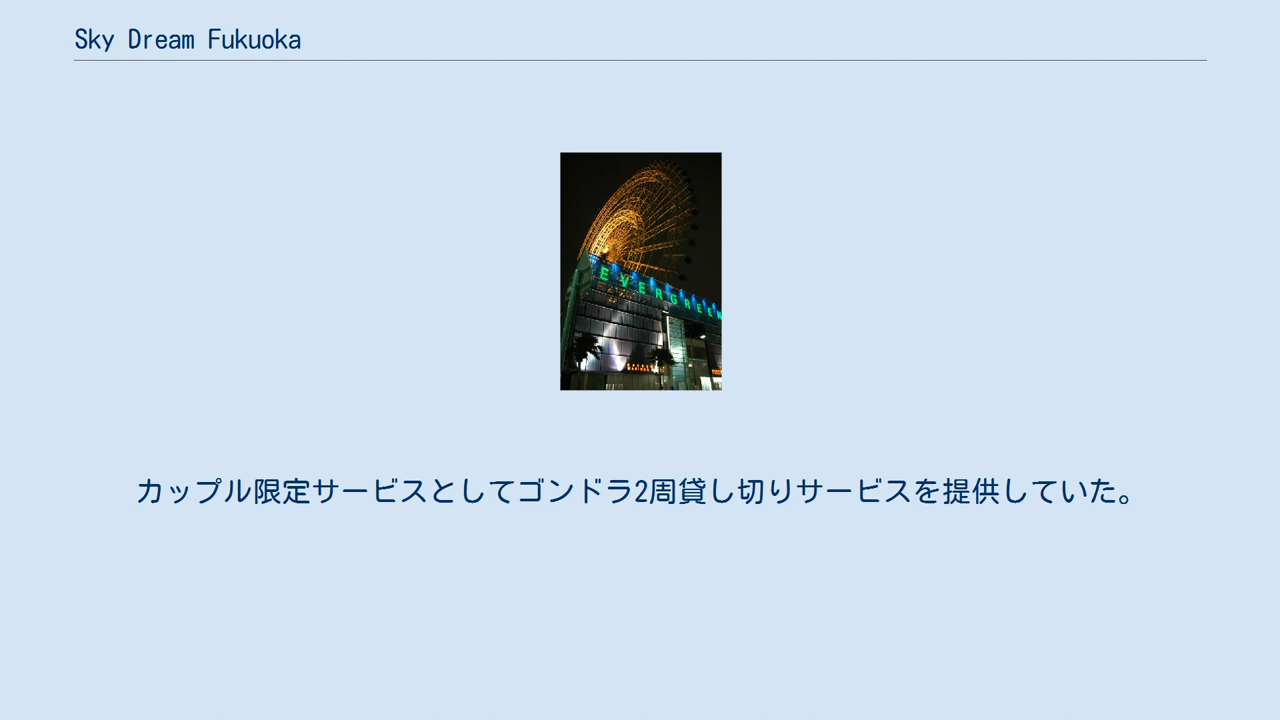 Sky Dream Fukuoka
EVERGREEN
カップル限定サービスとしてゴンドラ2周貸し切りサービスを提供していた。